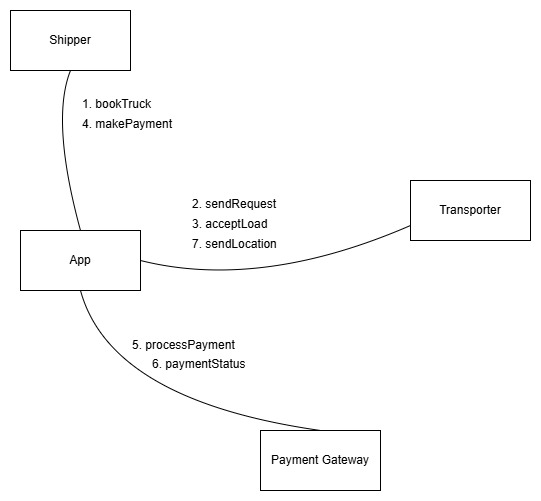 Shipper
1. bookTruck
4. makePayment
2. sendRequest
3. acceptLoad
7. sendLocation
Transporter
App
5. processPayment
6. paymentStatus
Payment Gateway